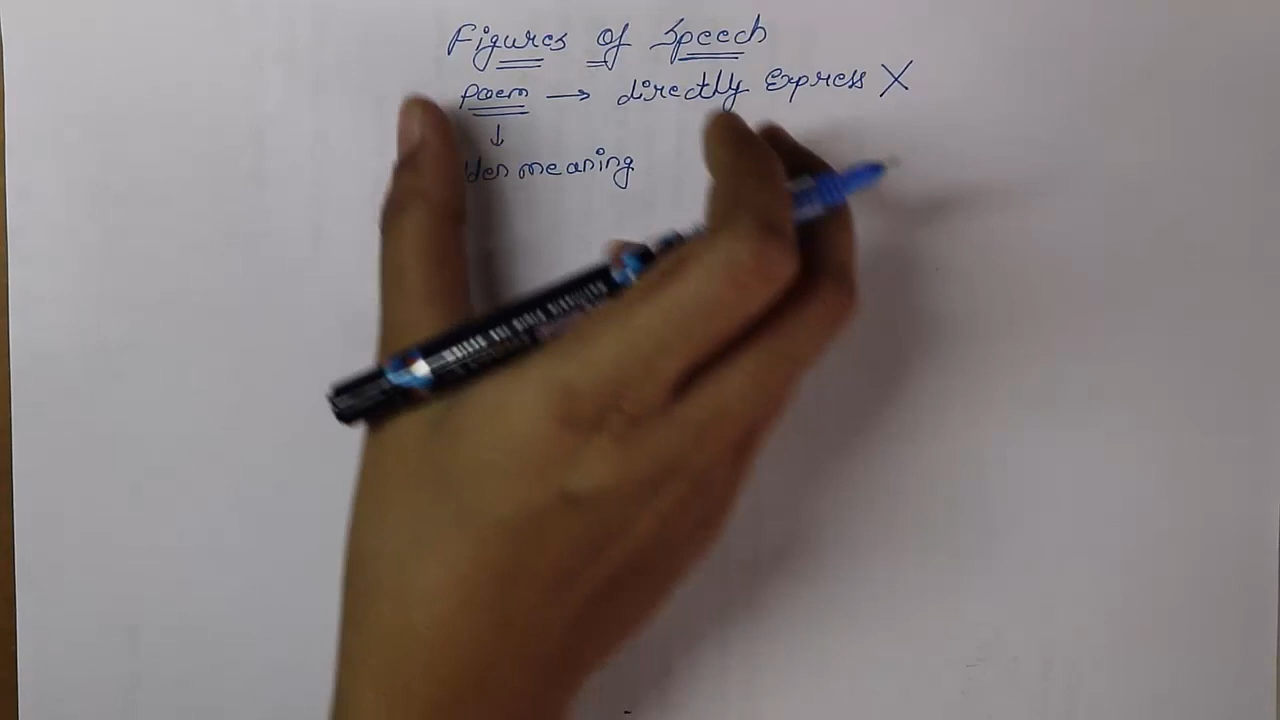 Figures of Speech
Poem → directly Express X
↓
meaning